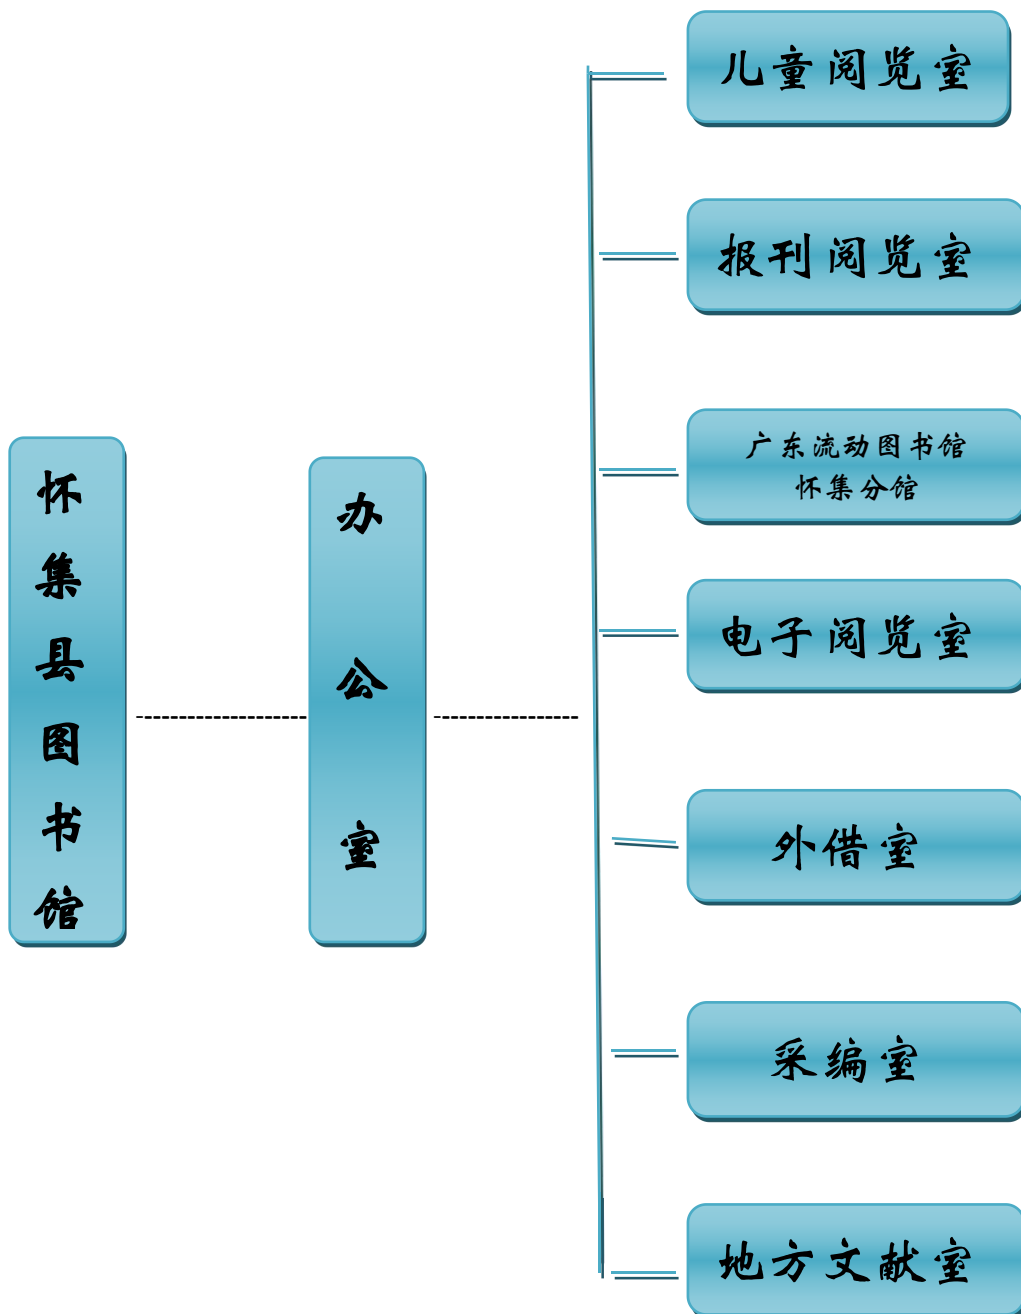 怀集县图书馆
办公室
儿童阅览室
报刊阅览室
广东流动图书馆
怀集分馆
电子阅览室
外借室
采编室
地方文献室